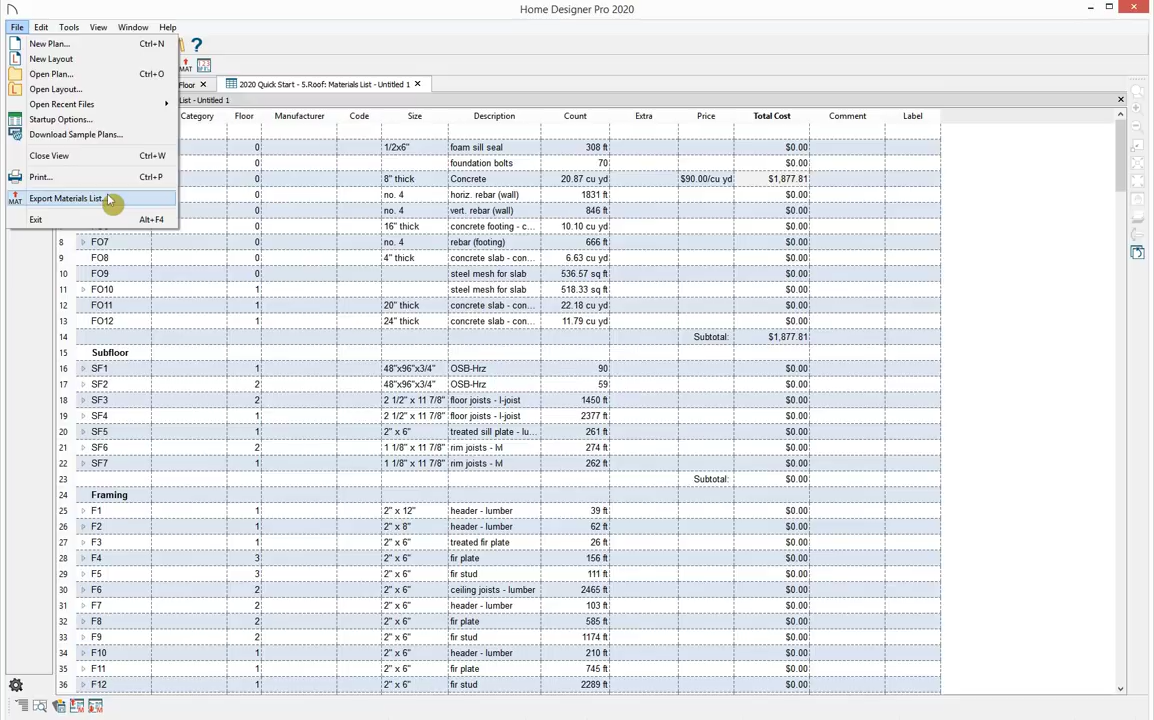 Home Designer Pro 2020
File Edit Tools View Window Help
New Plan... Ctrl+N
New Layout
Open Plan... Ctrl+O
Open Layout...
Open Recent Files
Startup Options...
Download Sample Plans...
Close View Ctrl+W
Print... Ctrl+P
Export Materials List...
Exit Alt+F4
Floor 2020 Quick Start - 5.Roof: Materials List - Untitled 1
List - Untitled 1
Category Floor Manufacturer Code Size Description Count Extra Price Total Cost Comment Label
0 1/2x6" foam sill seal 308 ft $0.00
0 foundation bolts 70 $0.00
0 8" thick Concrete 20.87 cu yd $90.00/cu yd $1,877.81
0 no. 4 horiz. rebar (wall) 1831 ft $0.00
0 no. 4 vert. rebar (wall) 846 ft $0.00
0 16" thick concrete footing - c... 10.10 cu yd $0.00
8 FO7 0 no. 4 rebar (footing) 666 ft $0.00
9 FO8 0 4" thick concrete slab - con... 6.63 cu yd $0.00
10 FO9 0 steel mesh for slab 536.57 sq ft $0.00
11 FO10 1 steel mesh for slab 518.33 sq ft $0.00
12 FO11 1 20" thick concrete slab - con... 22.18 cu yd $0.00
13 FO12 1 24" thick concrete slab - con... 11.79 cu yd $0.00
14 Subtotal: $1,877.81
15 Subfloor
16 SF1 1 48"x96"x3/4" OSB-Hrz 90 $0.00
17 SF2 2 48"x96"x3/4" OSB-Hrz 59 $0.00
18 SF3 2 2 1/2" x 11 7/8" floor joists - I-joist 1450 ft $0.00
19 SF4 1 2 1/2" x 11 7/8" floor joists - I-joist 2377 ft $0.00
20 SF5 1 2" x 6" treated sill plate - lu... 261 ft $0.00
21 SF6 2 1 1/8" x 11 7/8" rim joists - lvl 274 ft $0.00
22 SF7 1 1 1/8" x 11 7/8" rim joists - lvl 262 ft $0.00
23 Subtotal: $0.00
24 Framing
25 F1 1 2" x 12" header - lumber 39 ft $0.00
26 F2 1 2" x 8" header - lumber 62 ft $0.00
27 F3 1 2" x 6" treated fir plate 26 ft $0.00
28 F4 3 2" x 6" fir plate 156 ft $0.00
29 F5 3 2" x 6" fir stud 111 ft $0.00
30 F6 2 2" x 6" ceiling joists - lumber 2465 ft $0.00
31 F7 2 2" x 6" header - lumber 103 ft $0.00
32 F8 2 2" x 6" fir plate 585 ft $0.00
33 F9 2 2" x 6" fir stud 1174 ft $0.00
34 F10 1 2" x 6" header - lumber 210 ft $0.00
35 F11 1 2" x 6" fir plate 745 ft $0.00
36 F12 1 2" x 6" fir stud 2289 ft $0.00